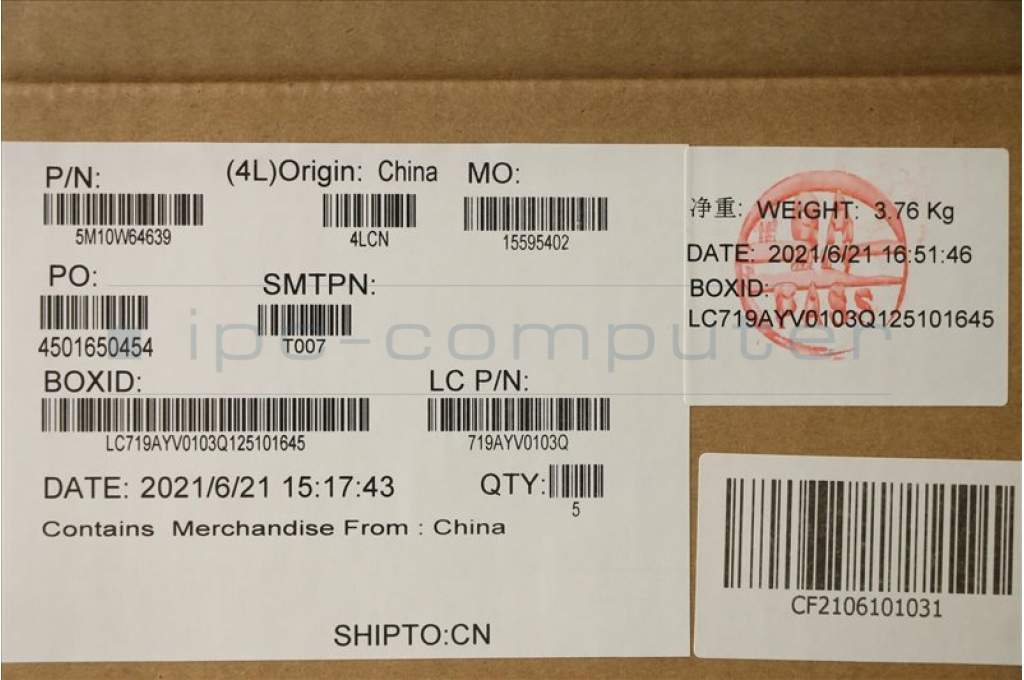 P/N:
5M10W64639
(4L)Origin: China
4LCN
MO:
15595402
PO:
4501650454
SMTPN:
T007
BOXID:
LC719AYV0103Q125101645
LC P/N:
719AYV0103Q
DATE: 2021/6/21 15:17:43
QTY:
5
Contains Merchandise From : China
SHIPTO:CN
净重: WEiGHT: 3.76 Kg
DATE: 2021/6/21 16:51:46
BOXID:
LC719AYV0103Q125101645
PASS
CF2106101031
ipc-computer